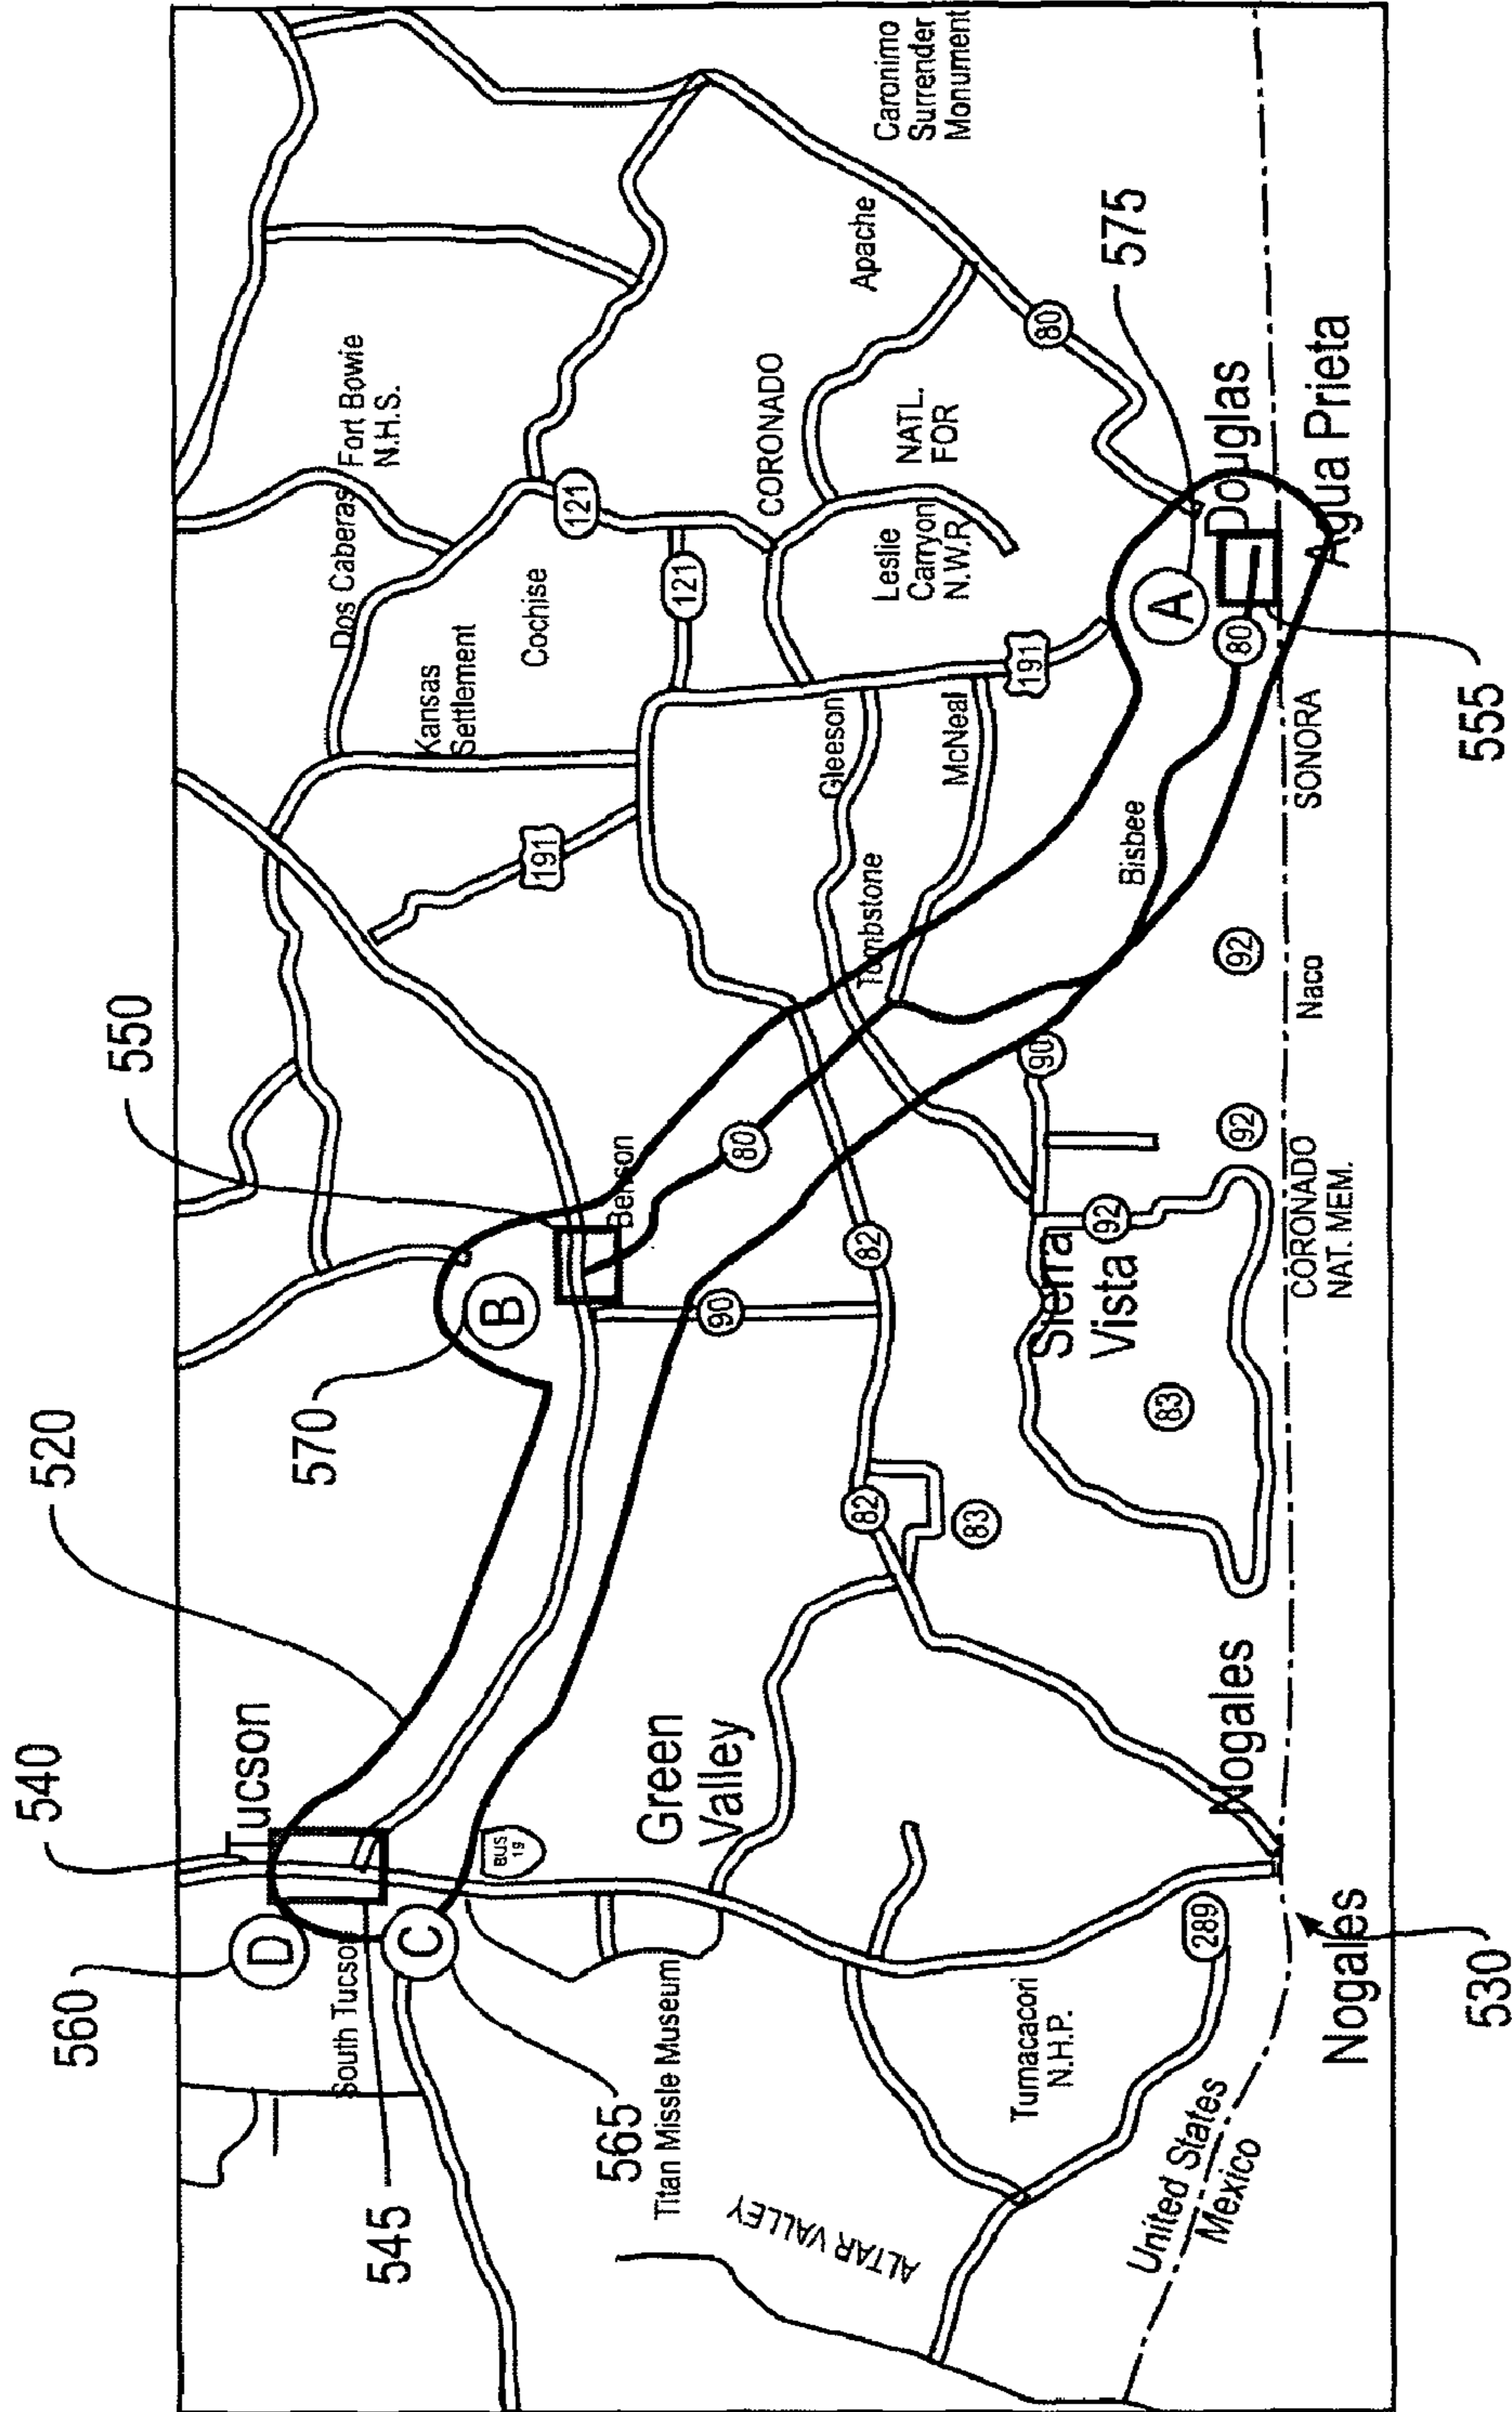 560
540
520
550
Tucson
D
570
South Tucson
545
C
BUS
19
565
Titan Missle Museum
Green
Valley
ALTAR VALLEY
B
Benson
Dos Caberas
Fort Bowie
N.H.S.
Kansas
Settlement
Cochise
191
121
121
80
90
82
82
83
CORONADO
Gleeson
Tombstone
McNeal
Leslie
Carryon
N.W.R
NATL.
FOR
Apache
Caronimo
Surrender
Monument
Tumacacori
N.H.P.
Sierra
Vista
90
191
80
575
92
83
Bisbee
A
United States
Mexico
289
Nogales
92
92
80
Douglas
Nogales
CORONADO
NAT. MEM.
Naco
SONORA
Agua Prieta
530
555